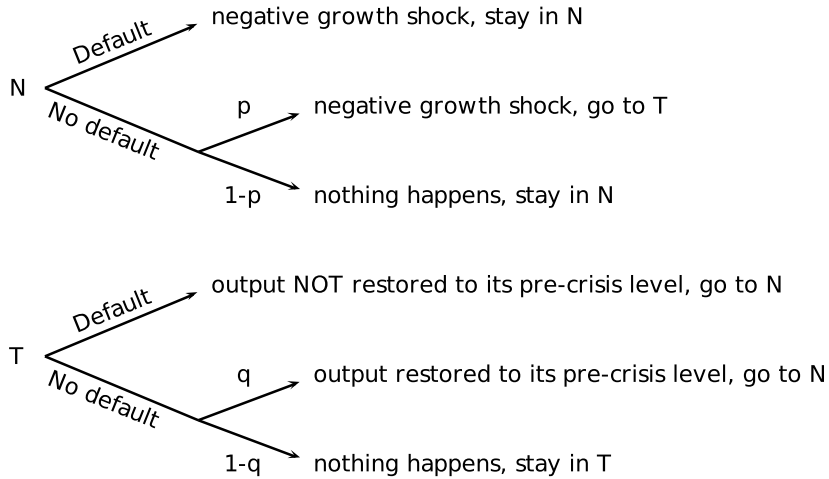 Default
negative growth shock, stay in N
N
No default
p
negative growth shock, go to T
1-p
nothing happens, stay in N
Default
output NOT restored to its pre-crisis level, go to N
T
No default
q
output restored to its pre-crisis level, go to N
1-q
nothing happens, stay in T